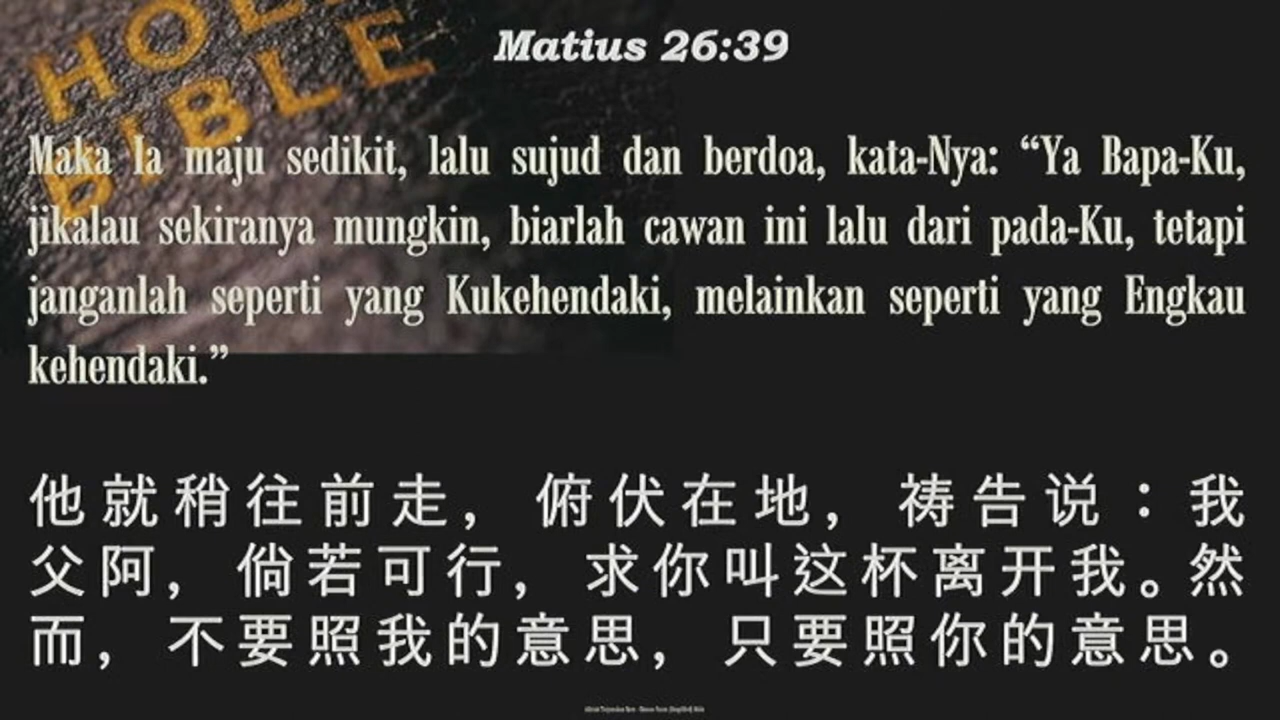 HOLY
BIBLE
Matius 26:39
Maka Ia maju sedikit, lalu sujud dan berdoa, kata-Nya: “Ya Bapa-Ku,
jikalau sekiranya mungkin, biarlah cawan ini lalu dari pada-Ku, tetapi
janganlah seperti yang Kukehendaki, melainkan seperti yang Engkau
kehendaki.”
他就稍往前走，俯伏在地，祷告说：我
父阿，倘若可行，求你叫这杯离开我。然
而，不要照我的意思，只要照你的意思。